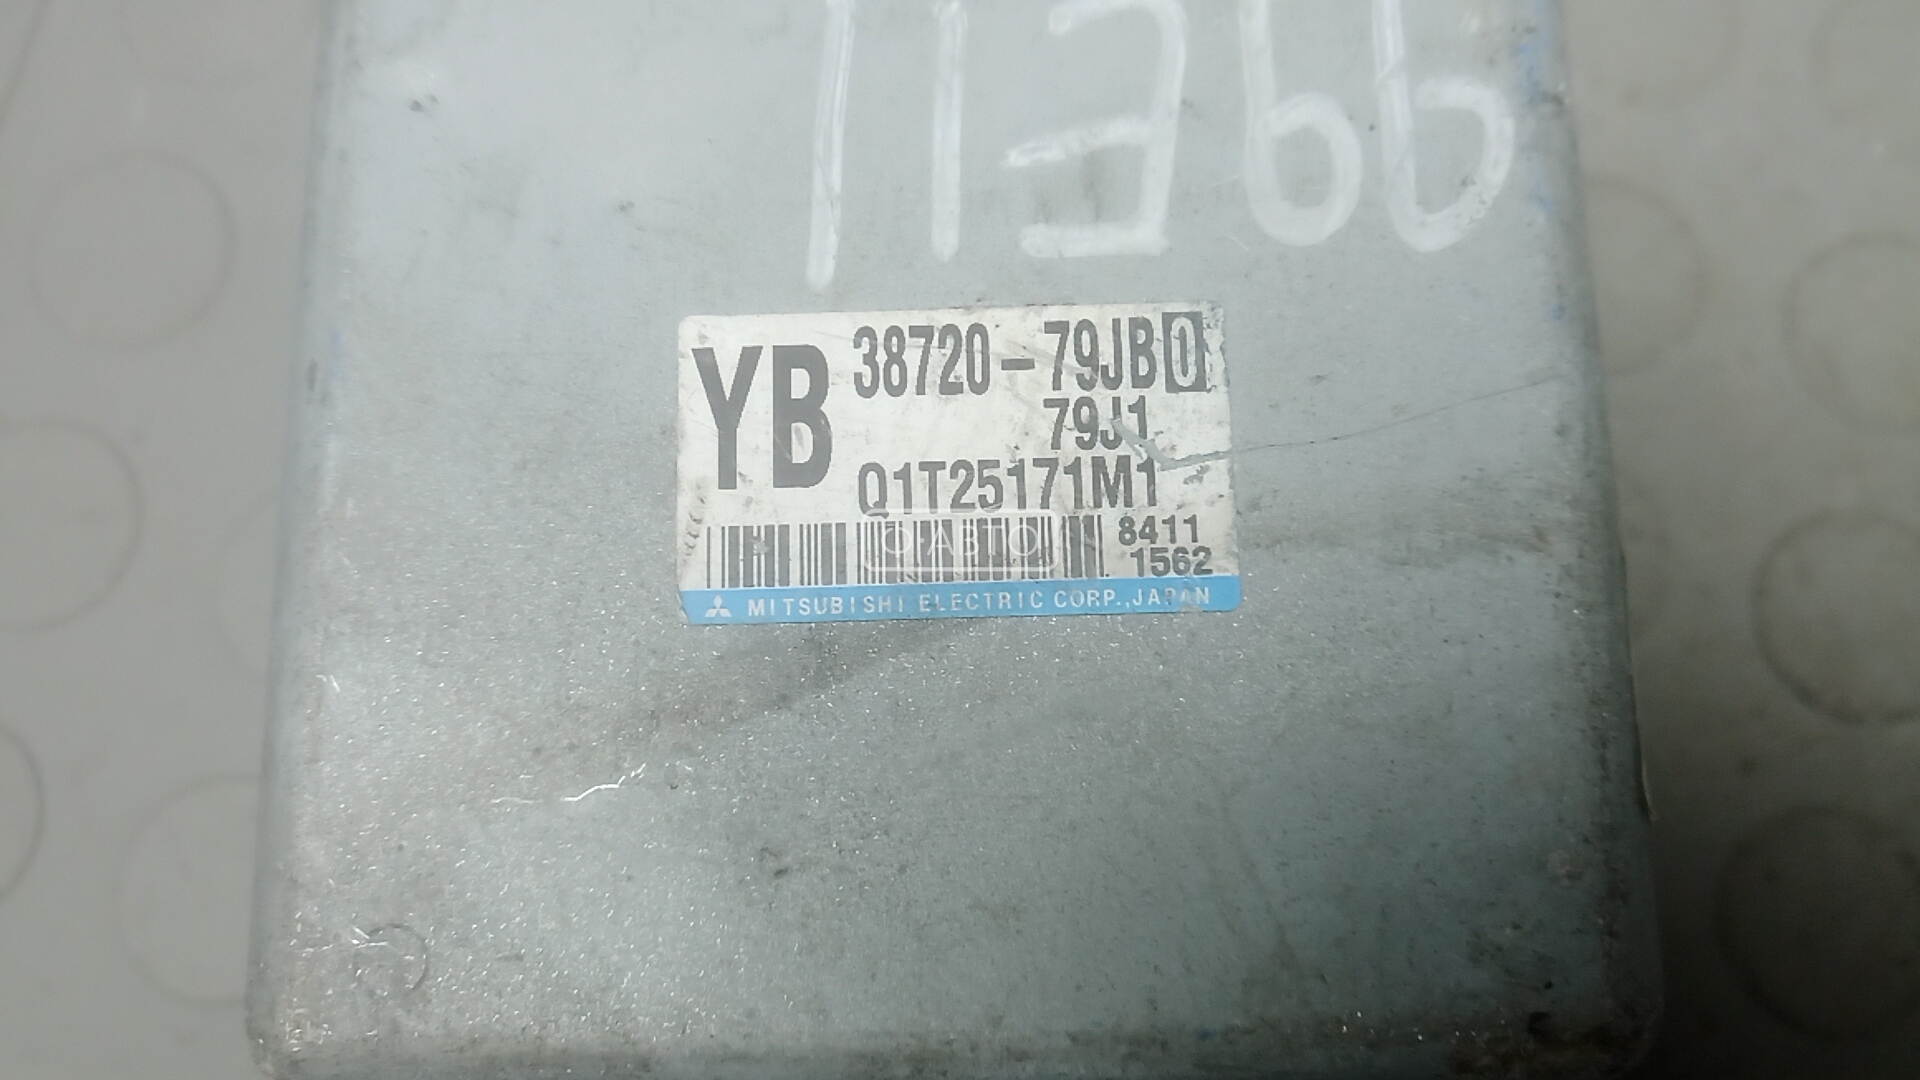 11366
YB 38720-79JB0
79J1
Q1T25171M1
8411
1562
MITSUBISHI ELECTRIC CORP.,JAPAN